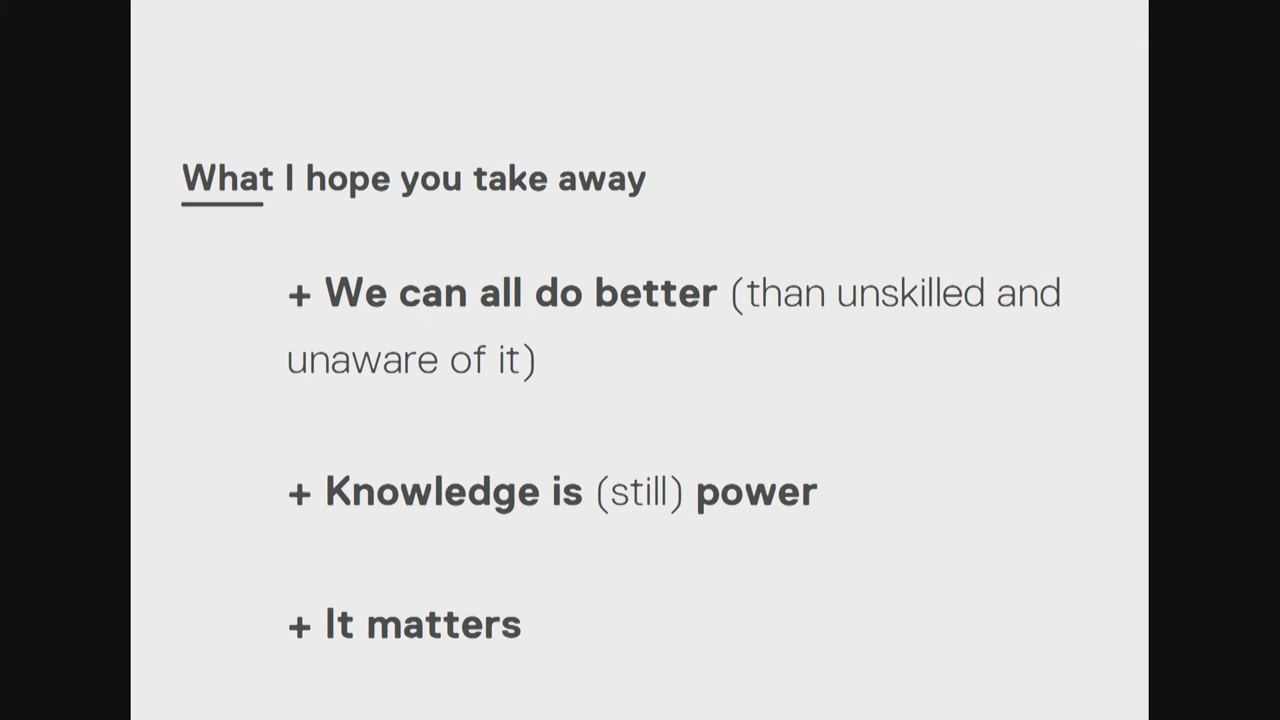 What I hope you take away
+ We can all do better (than unskilled and
unaware of it)
+ Knowledge is (still) power
+ It matters